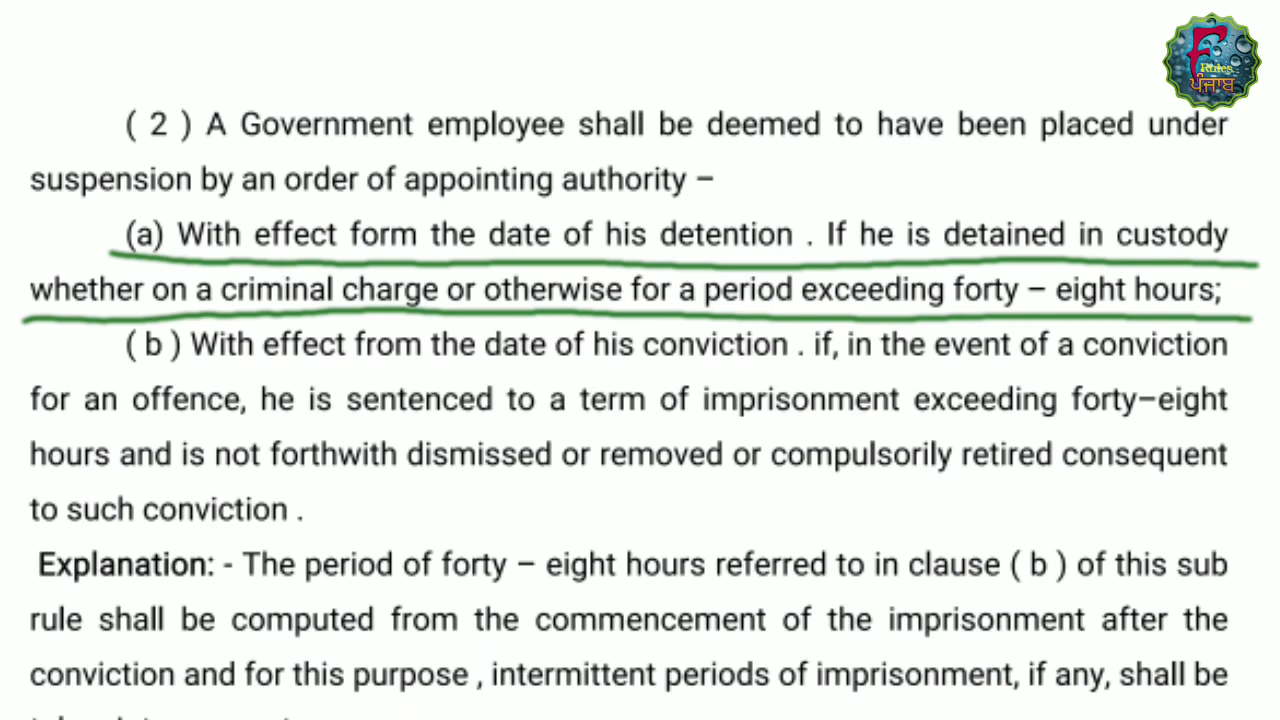 F
Rules
ਪੰਜਾਬ
( 2 ) A Government employee shall be deemed to have been placed under
suspension by an order of appointing authority –
(a) With effect form the date of his detention . If he is detained in custody
whether on a criminal charge or otherwise for a period exceeding forty – eight hours;
( b ) With effect from the date of his conviction . if, in the event of a conviction
for an offence, he is sentenced to a term of imprisonment exceeding forty–eight
hours and is not forthwith dismissed or removed or compulsorily retired consequent
to such conviction .
Explanation: - The period of forty – eight hours referred to in clause ( b ) of this sub
rule shall be computed from the commencement of the imprisonment after the
conviction and for this purpose , intermittent periods of imprisonment, if any, shall be